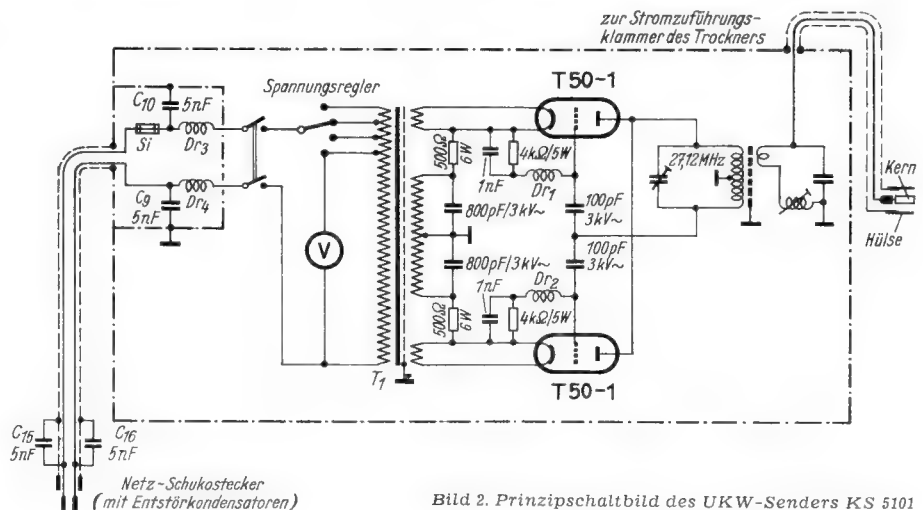 zur Stromzuführungs-
klammer des Trockners
C10
5nF
Si
Dr3
C9
5nF
Dr4
Spannungsregler
V
T1
T50-1
500Ω
6W
1nF
4kΩ/5W
Dr1
800pF/3kV~
100pF
3kV~
800pF/3kV~
100pF
3kV~
Dr2
1nF
500Ω
6W
4kΩ/5W
T50-1
27,12MHz
Kern
Hülse
C15
5nF
C16
5nF
Netz-Schukostecker
(mit Entstörkondensatoren)
Bild 2. Prinzipschaltbild des UKW-Senders KS 5101